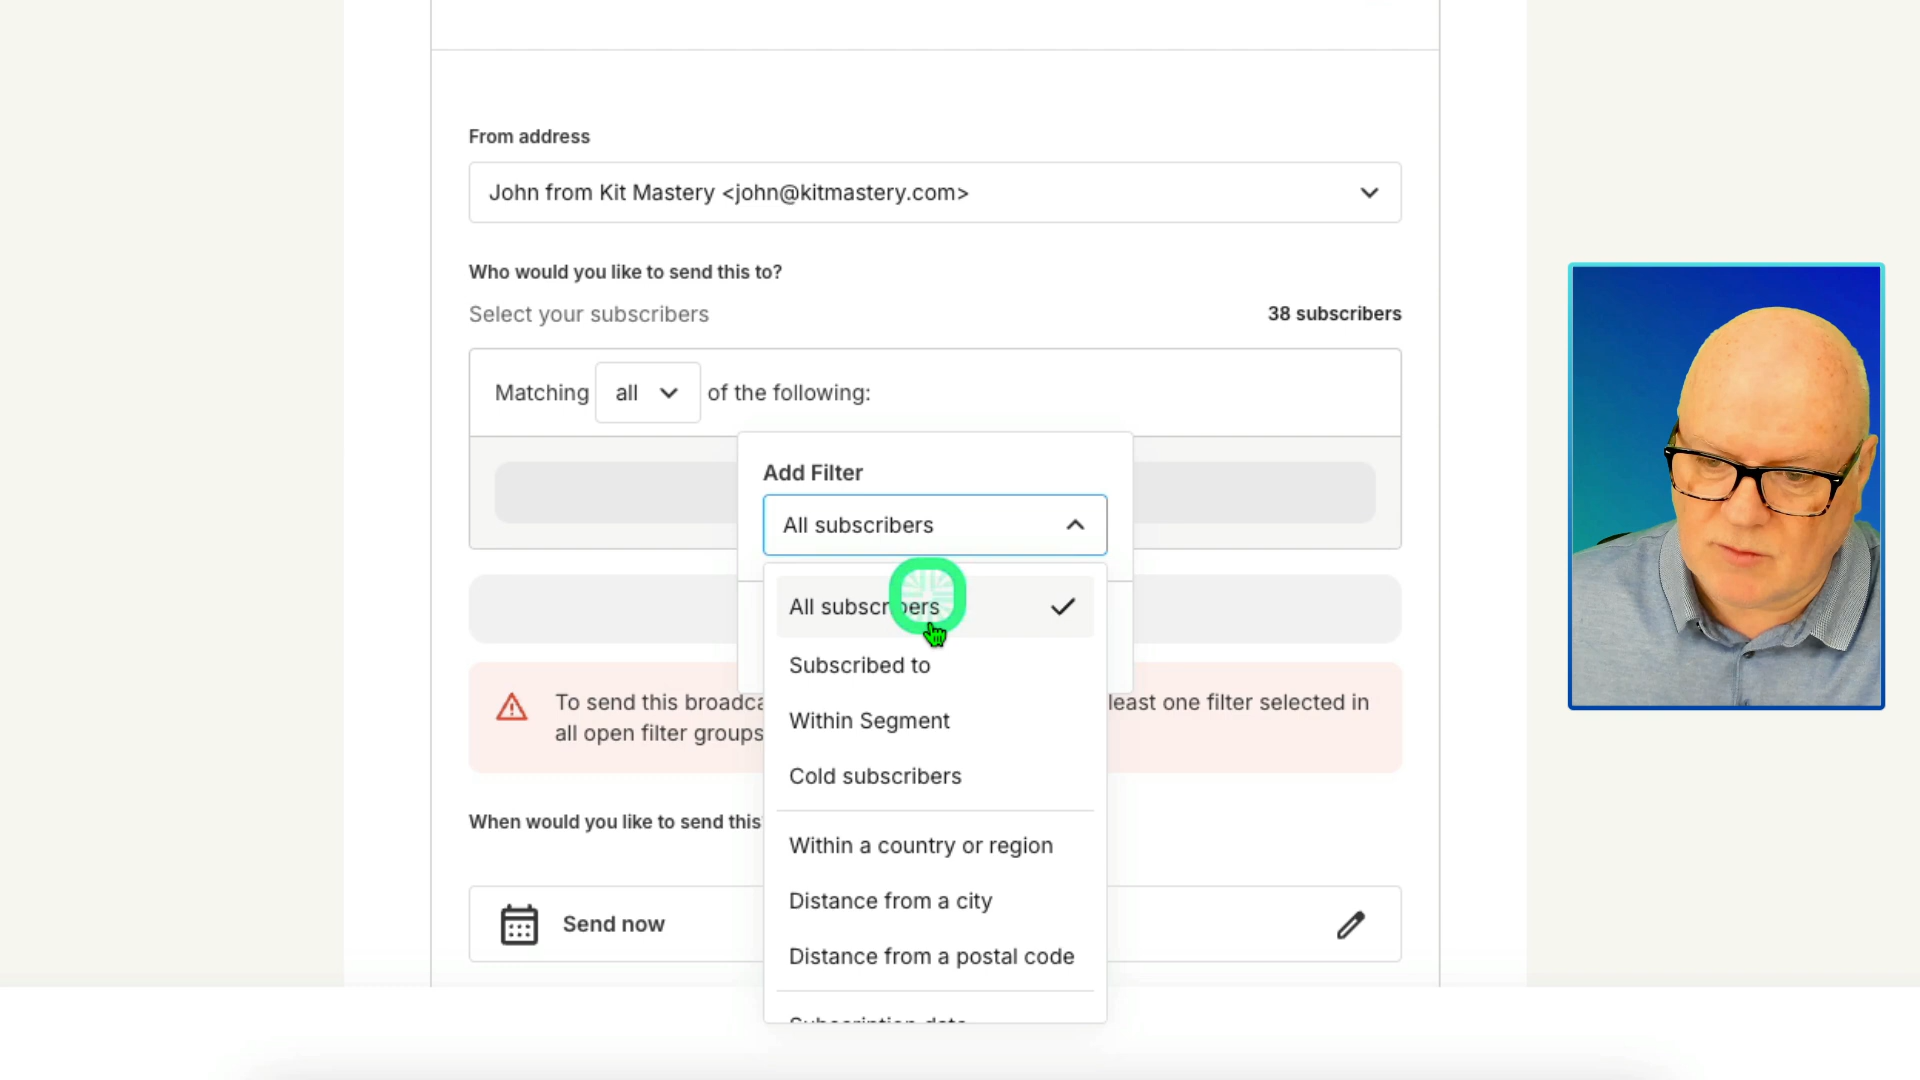 From address
John from Kit Mastery <john@kitmastery.com>
Who would you like to send this to?
Select your subscribers
38 subscribers
Matching all of the following:
Add Filter
All subscribers
All subscribers
Subscribed to
Within Segment
Cold subscribers
Within a country or region
Distance from a city
Distance from a postal code
To send this least one filter selected in
all open filter groups
When would you like to send this
Send now